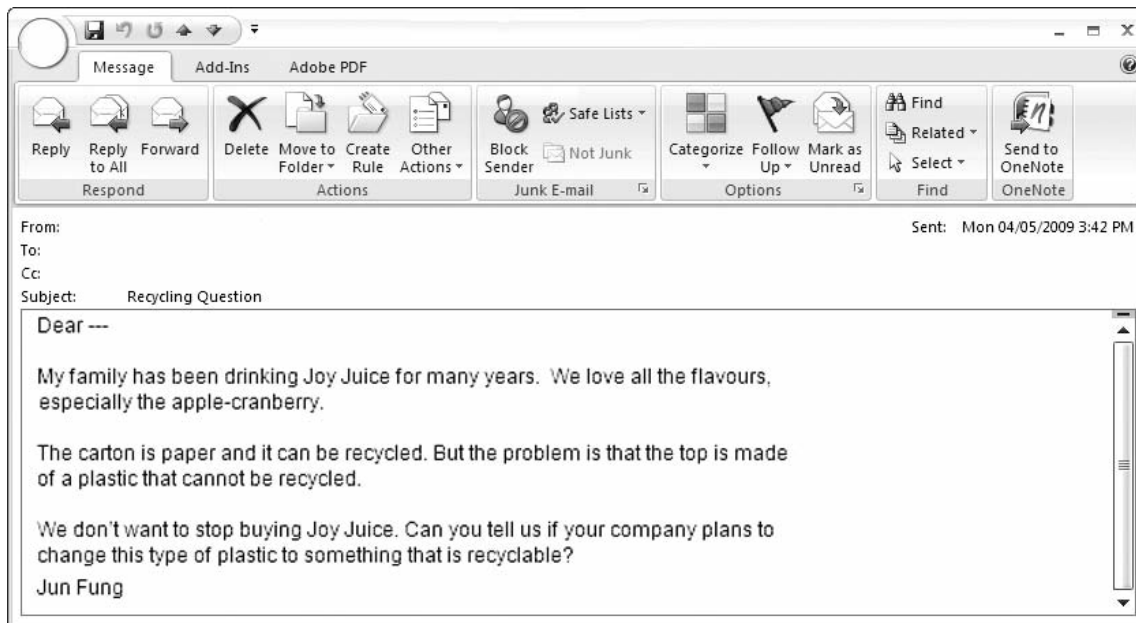 Message Add-Ins Adobe PDF
Reply Reply to All Forward
Respond
Delete Move to Folder Create Rule Other Actions
Actions
Block Sender Safe Lists Not Junk
Junk E-mail
Categorize Follow Up Mark as Unread
Options
Find
Related
Select
Find
Send to OneNote
OneNote
From:
Sent: Mon 04/05/2009 3:42 PM
To:
Cc:
Subject: Recycling Question
Dear ---
My family has been drinking Joy Juice for many years. We love all the flavours,
especially the apple-cranberry.
The carton is paper and it can be recycled. But the problem is that the top is made
of a plastic that cannot be recycled.
We don't want to stop buying Joy Juice. Can you tell us if your company plans to
change this type of plastic to something that is recyclable?
Jun Fung